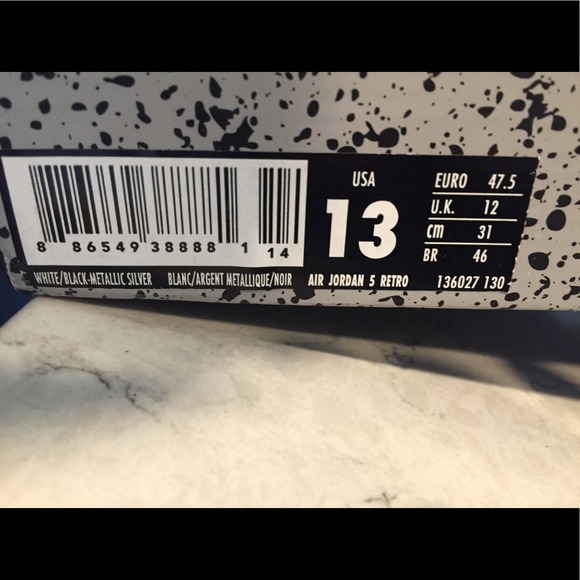 8 86549 38888 1 14
USA
13
EURO 47.5
U.K. 12
cm 31
BR 46
WHITE/BLACK-METALLIC SILVER BLANC/ARGENT METALLIQUE/NOIR AIR JORDAN 5 RETRO 136027 130